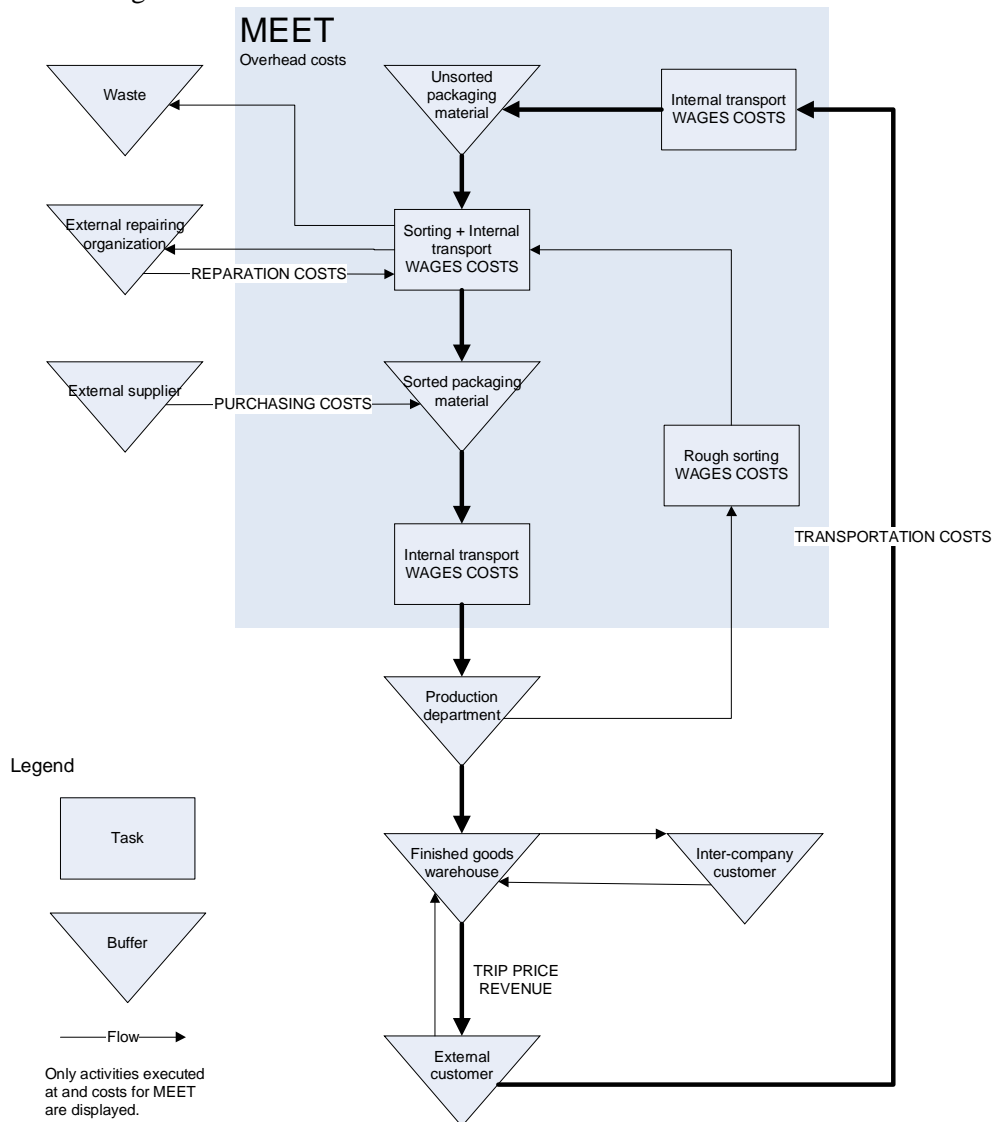 MEET
Overhead costs
Waste
Unsorted
packaging
material
Internal transport
WAGES COSTS
External repairing
organization
Sorting + Internal
transport
WAGES COSTS
REPARATION COSTS
External supplier
PURCHASING COSTS
Sorted packaging
material
Rough sorting
WAGES COSTS
TRANSPORTATION COSTS
Internal transport
WAGES COSTS
Production
department
Legend
Task
Finished goods
warehouse
Inter-company
customer
Buffer
TRIP PRICE
REVENUE
Flow
External
customer
Only activities executed
at and costs for MEET
are displayed.